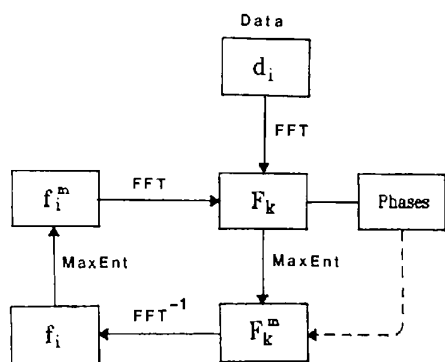 Data
d_i
FFT
f_i^m
FFT
F_k
Phases
MaxEnt
MaxEnt
f_i
FFT^-1
F_k^m